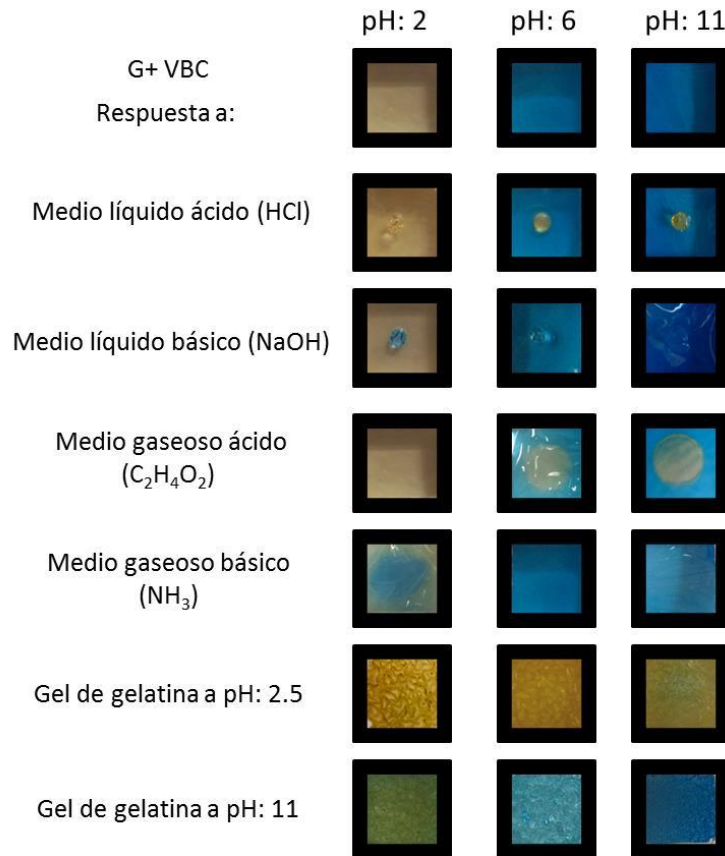 pH: 2 pH: 6 pH: 11
G+ VBC
Respuesta a:
Medio líquido ácido (HCl)
Medio líquido básico (NaOH)
Medio gaseoso ácido
(C₂H₄O₂)
Medio gaseoso básico
(NH₃)
Gel de gelatina a pH: 2.5
Gel de gelatina a pH: 11